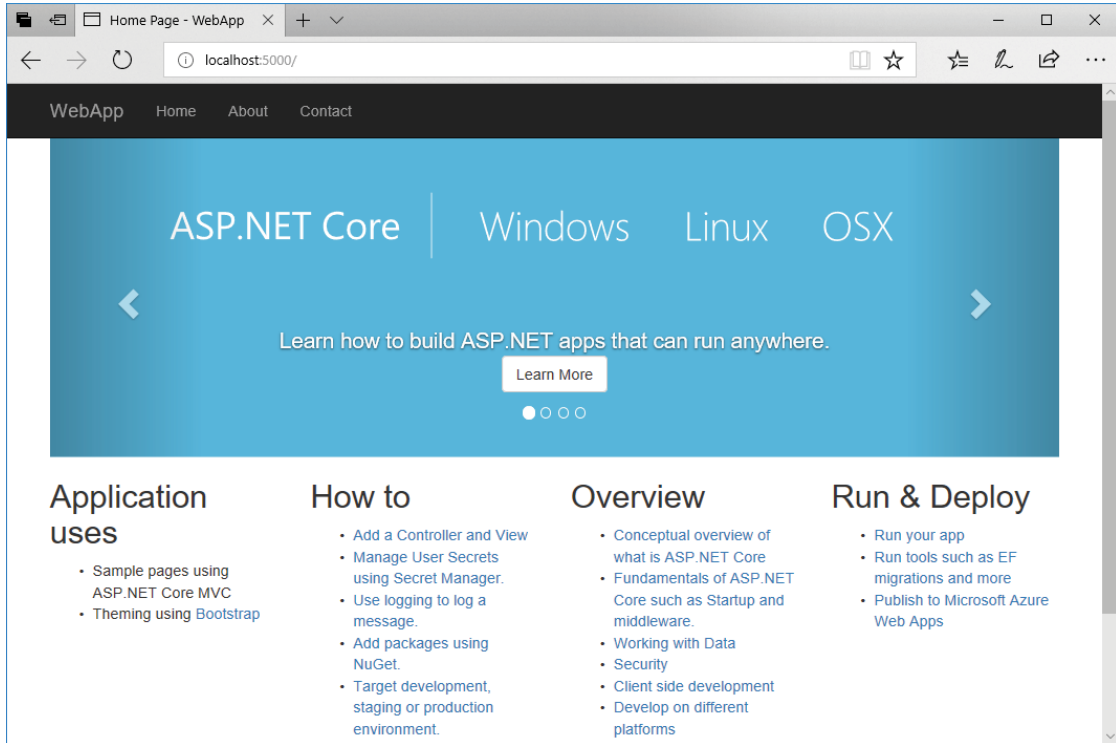 Home Page - WebApp
localhost:5000/
WebApp Home About Contact
ASP.NET Core Windows Linux OSX
Learn how to build ASP.NET apps that can run anywhere.
Learn More
Application
uses
• Sample pages using
ASP.NET Core MVC
• Theming using Bootstrap
How to
• Add a Controller and View
• Manage User Secrets
using Secret Manager.
• Use logging to log a
message.
• Add packages using
NuGet.
• Target development,
staging or production
environment.
Overview
• Conceptual overview of
what is ASP.NET Core
• Fundamentals of ASP.NET
Core such as Startup and
middleware.
• Working with Data
• Security
• Client side development
• Develop on different
platforms
Run & Deploy
• Run your app
• Run tools such as EF
migrations and more
• Publish to Microsoft Azure
Web Apps